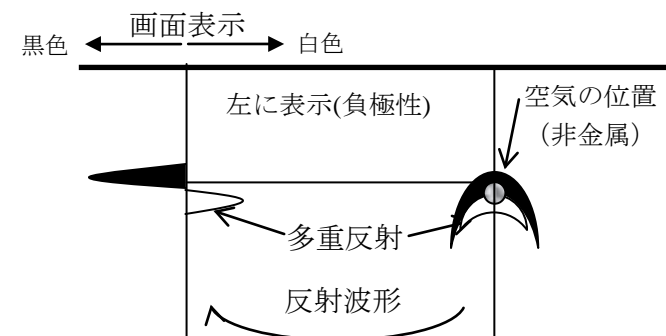 画面表示
黒色
白色
左に表示(負極性)
空気の位置
（非金属）
多重反射
反射波形